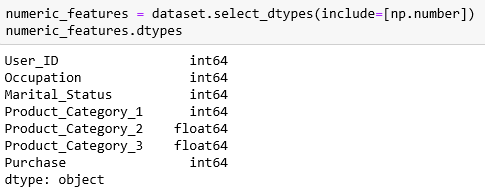 numeric_features = dataset.select_dtypes(include=[np.number])
numeric_features.dtypes
User_ID int64
Occupation int64
Marital_Status int64
Product_Category_1 int64
Product_Category_2 float64
Product_Category_3 float64
Purchase int64
dtype: object